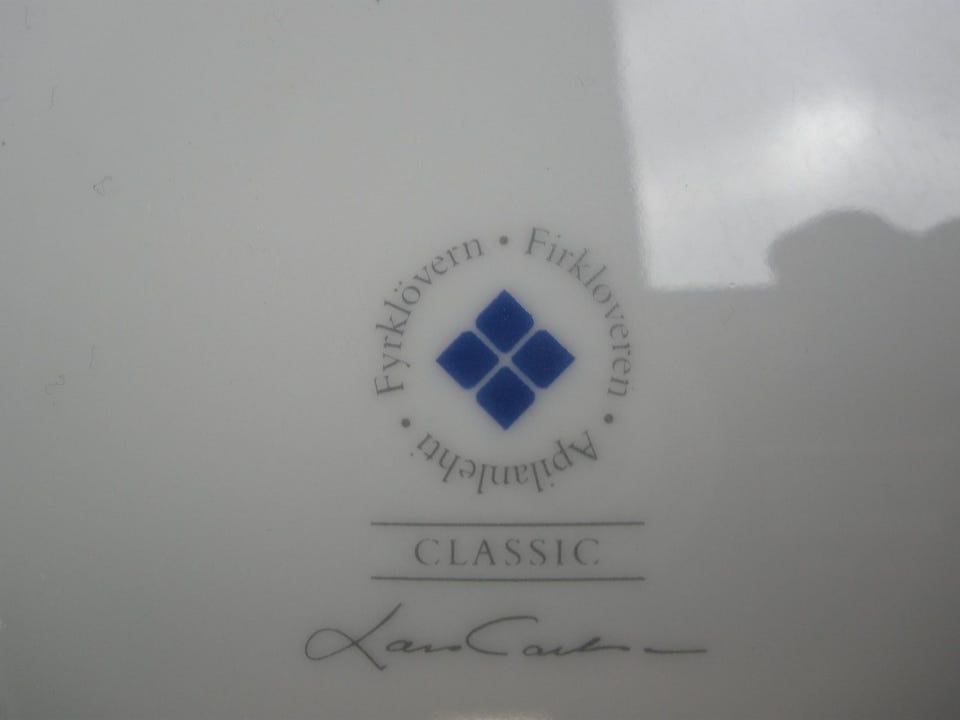 Fyrklövern • Firkloveren • Apilanlehti •
CLASSIC